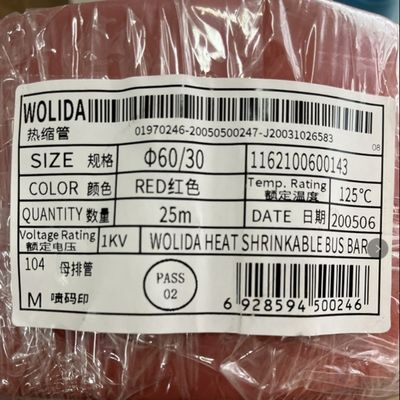 WOLIDA
热缩管
01970246-20050500247-J20031026583
08
SIZE 规格 Φ60/30 1162100600143
COLOR 颜色 RED红色 Temp. Rating 额定温度 125℃
QUANTITY 数量 25m DATE 日期 200506
Voltage Rating 额定电压 1KV WOLIDA HEAT SHRINKABLE BUS BAR
104 母排管
PASS
02
M 喷码印
6 928594 500246